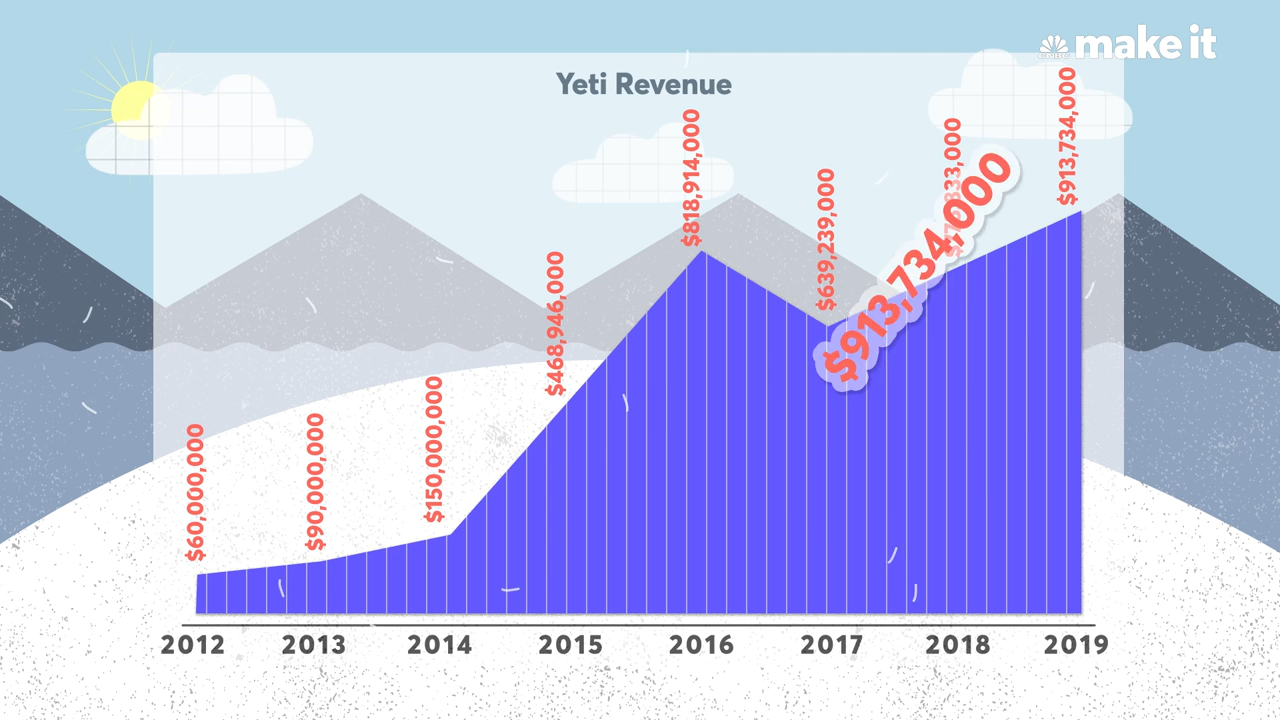 make it
CNBC
Yeti Revenue
$60,000,000
$90,000,000
$150,000,000
$468,946,000
$818,914,000
$639,239,000
$913,734,000
$913,734,000
2012 2013 2014 2015 2016 2017 2018 2019